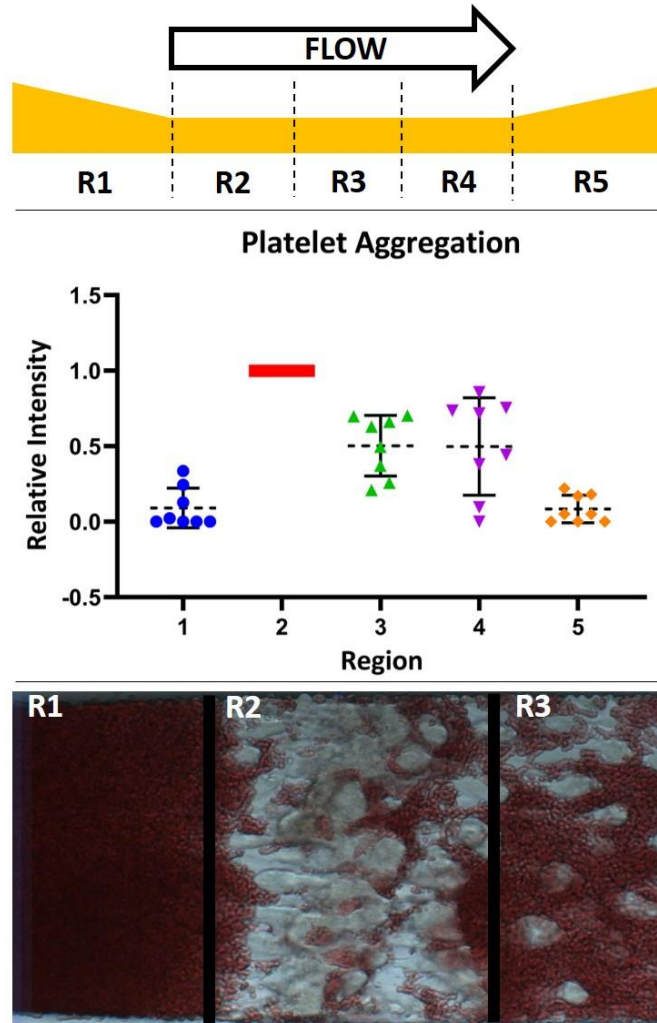 FLOW
R1 R2 R3 R4 R5
Platelet Aggregation
1.5
1.0
0.5
0.0
-0.5
Relative Intensity
1 2 3 4 5
Region
R1 R2 R3